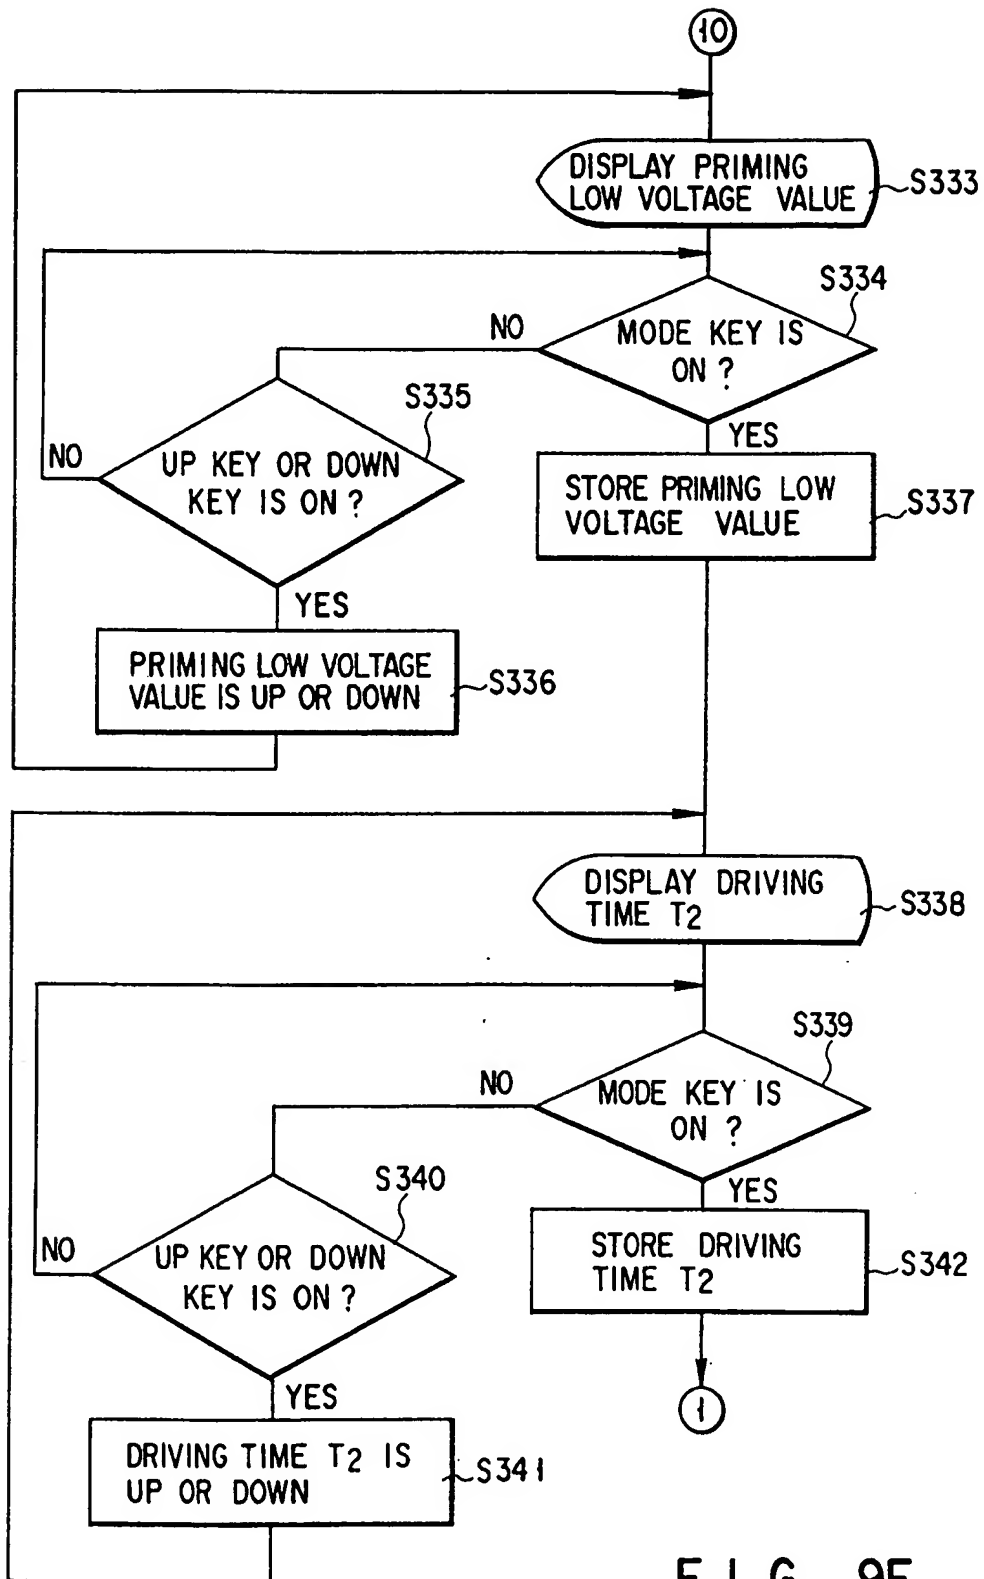 10
DISPLAY PRIMING
LOW VOLTAGE VALUE
S333
S334
MODE KEY IS
ON ?
NO
YES
S335
UP KEY OR DOWN
KEY IS ON ?
NO
YES
STORE PRIMING LOW
VOLTAGE VALUE
S337
PRIMING LOW VOLTAGE
VALUE IS UP OR DOWN
S336
DISPLAY DRIVING
TIME T2
S338
S339
MODE KEY IS
ON ?
NO
YES
S340
UP KEY OR DOWN
KEY IS ON ?
NO
YES
STORE DRIVING
TIME T2
S342
1
DRIVING TIME T2 IS
UP OR DOWN
S341
FIG.